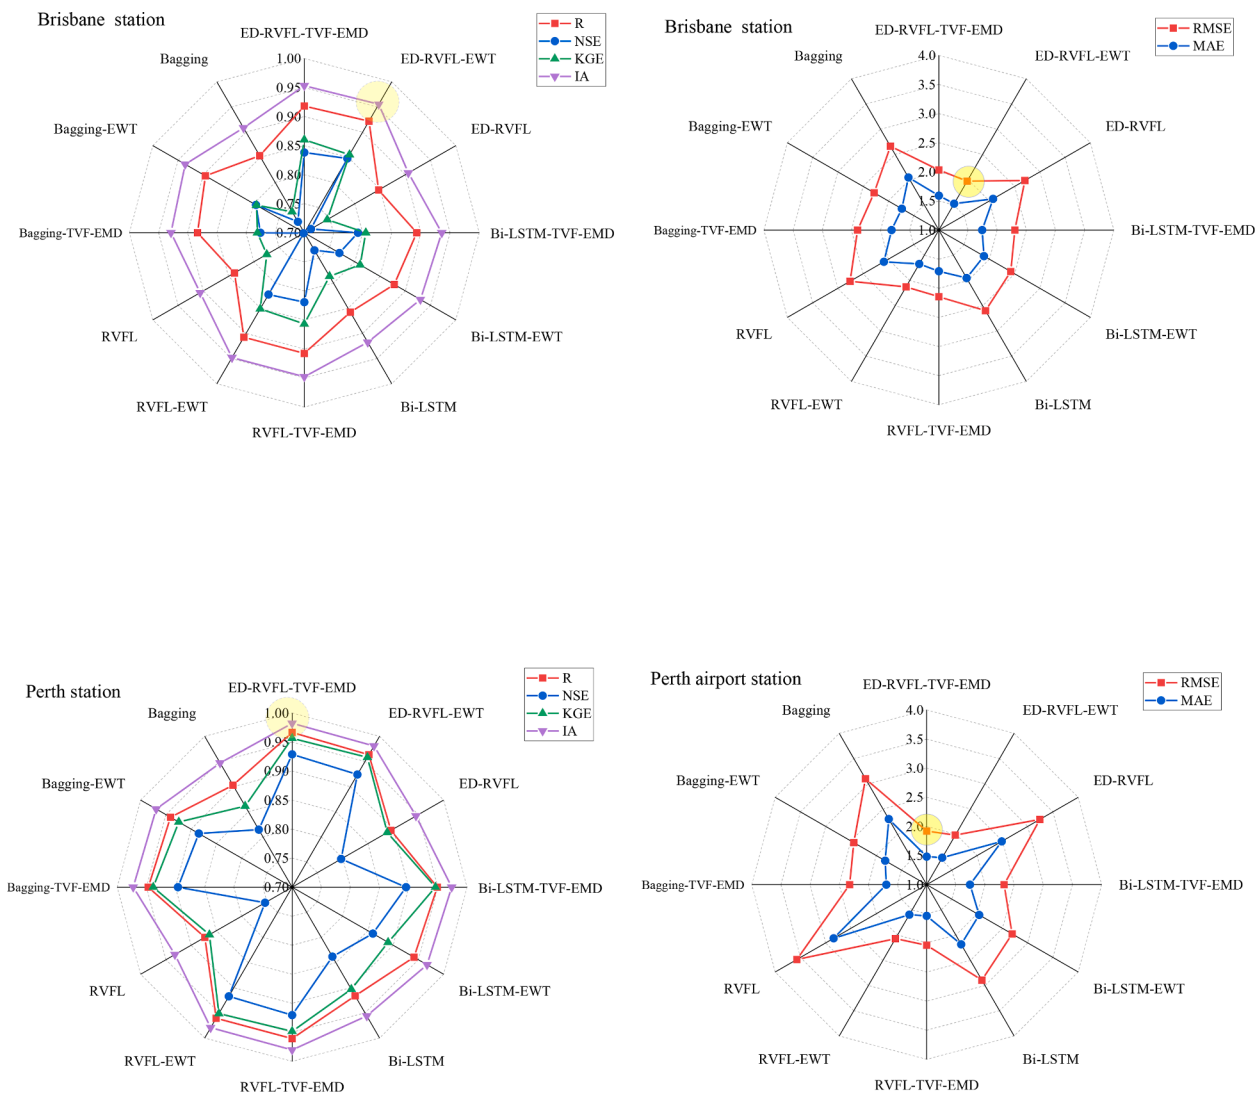 Brisbane station
R
NSE
KGE
IA
ED-RVFL-TVF-EMD
Bagging
ED-RVFL-EWT
Bagging-EWT
ED-RVFL
Bagging-TVF-EMD
Bi-LSTM-TVF-EMD
RVFL
Bi-LSTM-EWT
RVFL-EWT
Bi-LSTM
RVFL-TVF-EMD
1.00
0.95
0.90
0.85
0.80
0.75
0.70
Brisbane station
RMSE
MAE
ED-RVFL-TVF-EMD
Bagging
ED-RVFL-EWT
Bagging-EWT
ED-RVFL
Bagging-TVF-EMD
Bi-LSTM-TVF-EMD
RVFL
Bi-LSTM-EWT
RVFL-EWT
Bi-LSTM
RVFL-TVF-EMD
4.0
3.5
3.0
2.5
2.0
1.5
1.0
Perth station
R
NSE
KGE
IA
ED-RVFL-TVF-EMD
Bagging
ED-RVFL-EWT
Bagging-EWT
ED-RVFL
Bagging-TVF-EMD
Bi-LSTM-TVF-EMD
RVFL
Bi-LSTM-EWT
RVFL-EWT
Bi-LSTM
RVFL-TVF-EMD
1.00
0.95
0.90
0.85
0.80
0.75
0.70
Perth airport station
RMSE
MAE
ED-RVFL-TVF-EMD
Bagging
ED-RVFL-EWT
Bagging-EWT
ED-RVFL
Bagging-TVF-EMD
Bi-LSTM-TVF-EMD
RVFL
Bi-LSTM-EWT
RVFL-EWT
Bi-LSTM
RVFL-TVF-EMD
4.0
3.5
3.0
2.5
2.0
1.5
1.0